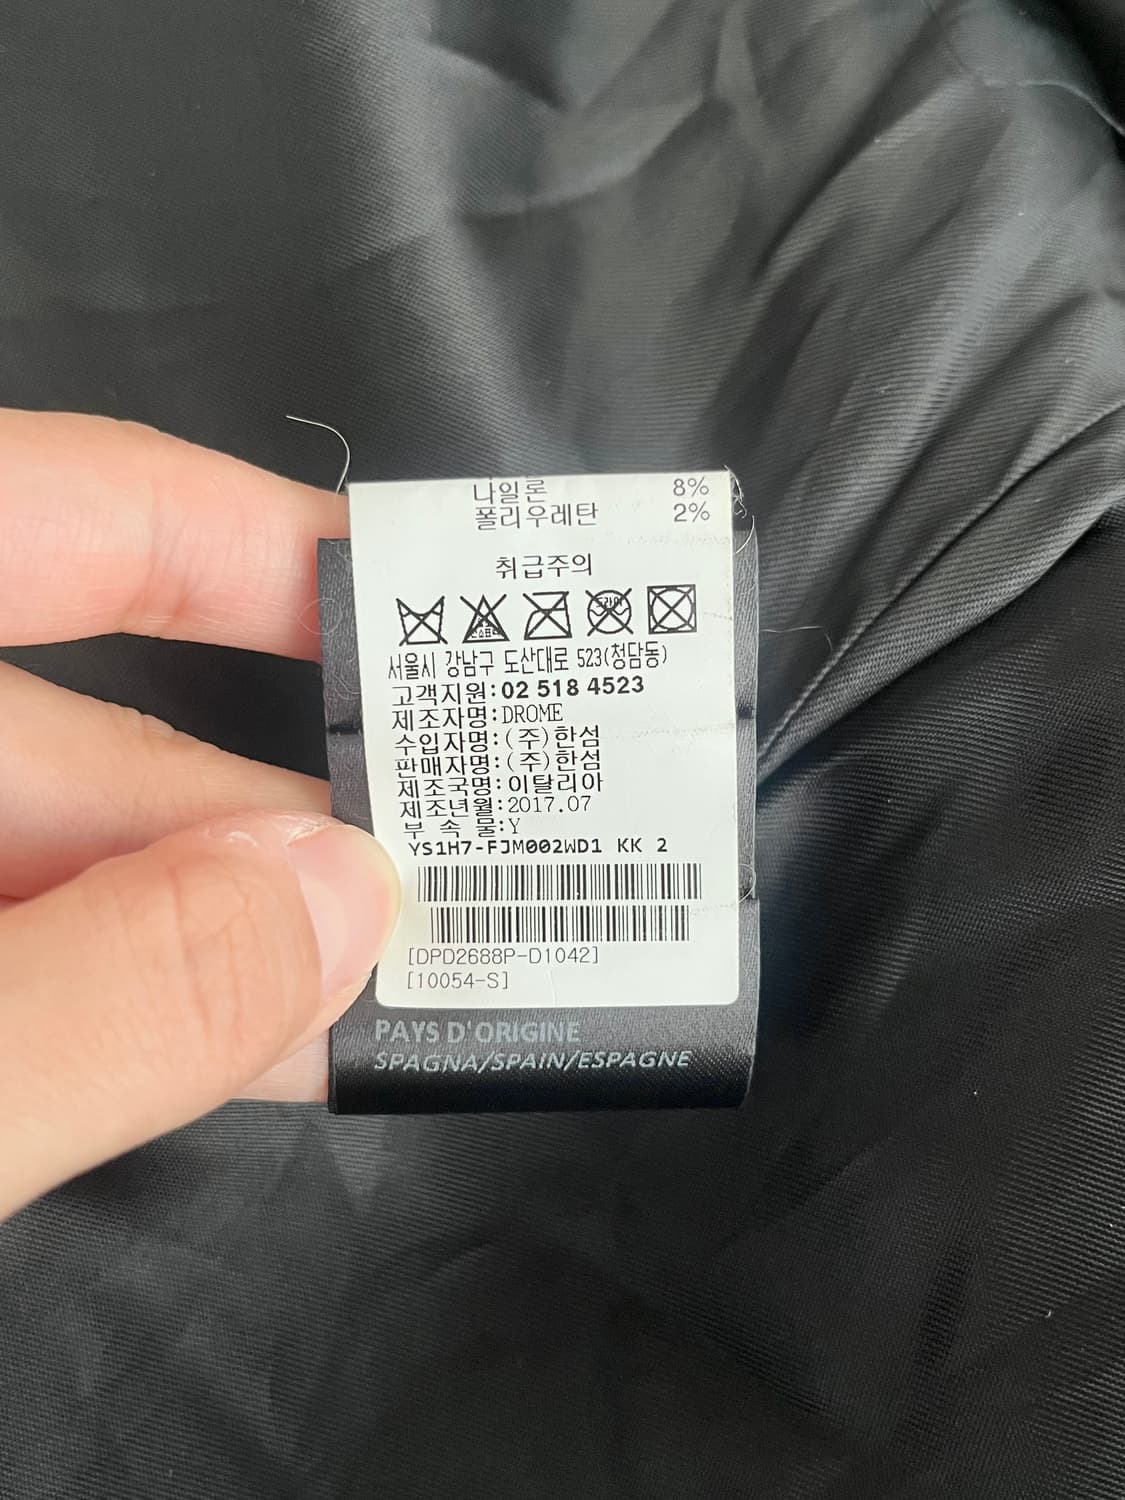 나일론 8%
폴리우레탄 2%
취급주의
드라이
서울시 강남구 도산대로 523(청담동)
고객지원:02 518 4523
제조자명:DROME
수입자명:(주)한섬
판매자명:(주)한섬
제조국명:이탈리아
제조년월:2017.07
부 속 물:Y
YS1H7-FJM002WD1 KK 2
[DPD2688P-D1042]
[10054-S]
PAYS D'ORIGINE
SPAGNA/SPAIN/ESPAGNE